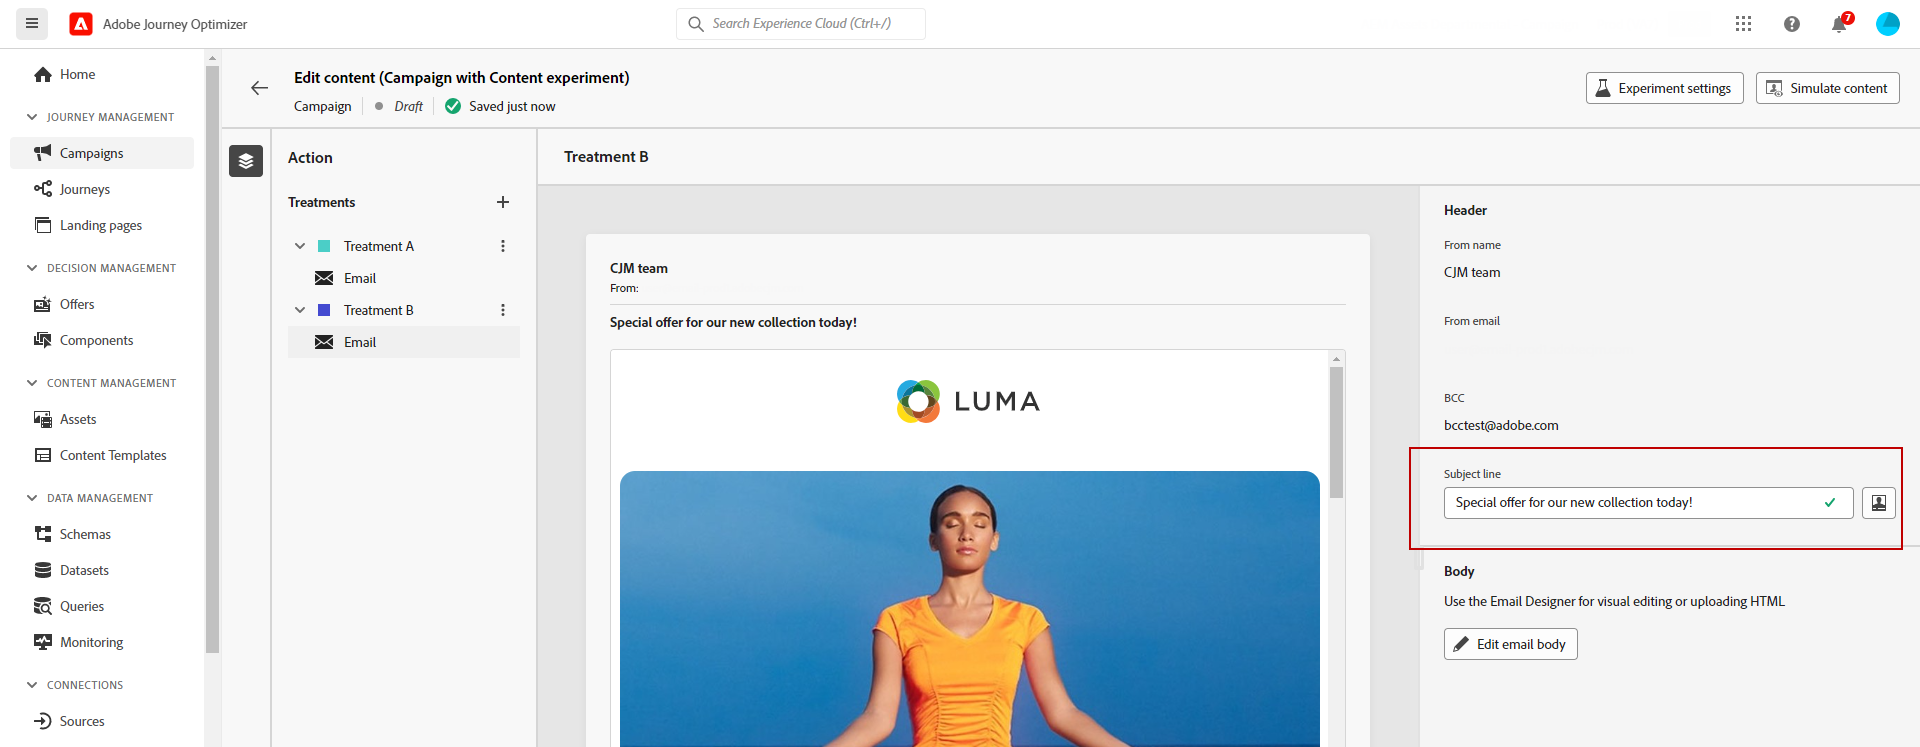 Adobe Journey Optimizer
Search Experience Cloud (Ctrl+/)
7
Home
JOURNEY MANAGEMENT
Campaigns
Journeys
Landing pages
DECISION MANAGEMENT
Offers
Components
CONTENT MANAGEMENT
Assets
Content Templates
DATA MANAGEMENT
Schemas
Datasets
Queries
Monitoring
CONNECTIONS
Sources
Edit content (Campaign with Content experiment)
Campaign
Draft
Saved just now
Experiment settings
Simulate content
Action
Treatments
Treatment A
Email
Treatment B
Email
Treatment B
CJM team
From:
Special offer for our new collection today!
LUMA
Header
From name
CJM team
From email
BCC
bcctest@adobe.com
Subject line
Special offer for our new collection today!
Body
Use the Email Designer for visual editing or uploading HTML
Edit email body